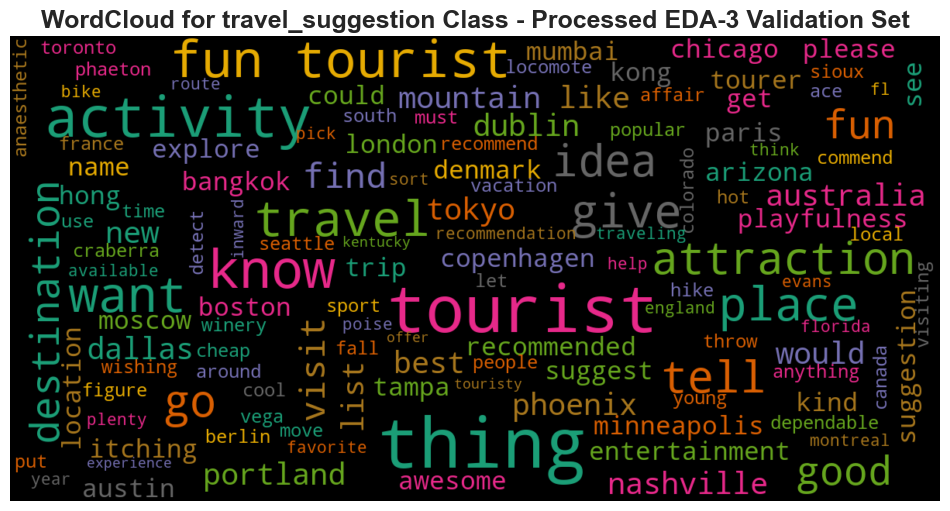 WordCloud for travel_suggestion Class - Processed EDA-3 Validation Set
anaesthetic
toronto
phaeton
bike
route
fun tourist
locomote
mumbai
kong
chicago
please
tourer
sioux
see
activity
could
mountain
like
affair
get
ace
fl
france
name
explore
pick
south
must
dublin
popular
paris
fun
london
recommend
think
commend
hong
bangkok
find
sort
denmark
vacation
idea
colorado
arizona
australia
use
time
new
detect
inward
travel
tokyo
give
hot
playfulness
craberra
seattle
kentucky
recommendation
traveling
local
destination
available
know
trip
copenhagen
help
attraction
want
let
hike
evans
boston
sport
tourist
england
place
visiting
moscow
winery
poise
florida
dallas
cheap
visit
fall
offer
recommended
throw
would
suggestion
location
wishing
around
best
people
suggest
tell
anything
canada
figure
go
cool
list
tampa
touristy
young
kind
plenty
vega
move
phoenix
minneapolis
dependable
itching
berlin
favorite
thing
entertainment
montreal
put
experience
year
austin
portland
awesome
nashville
good